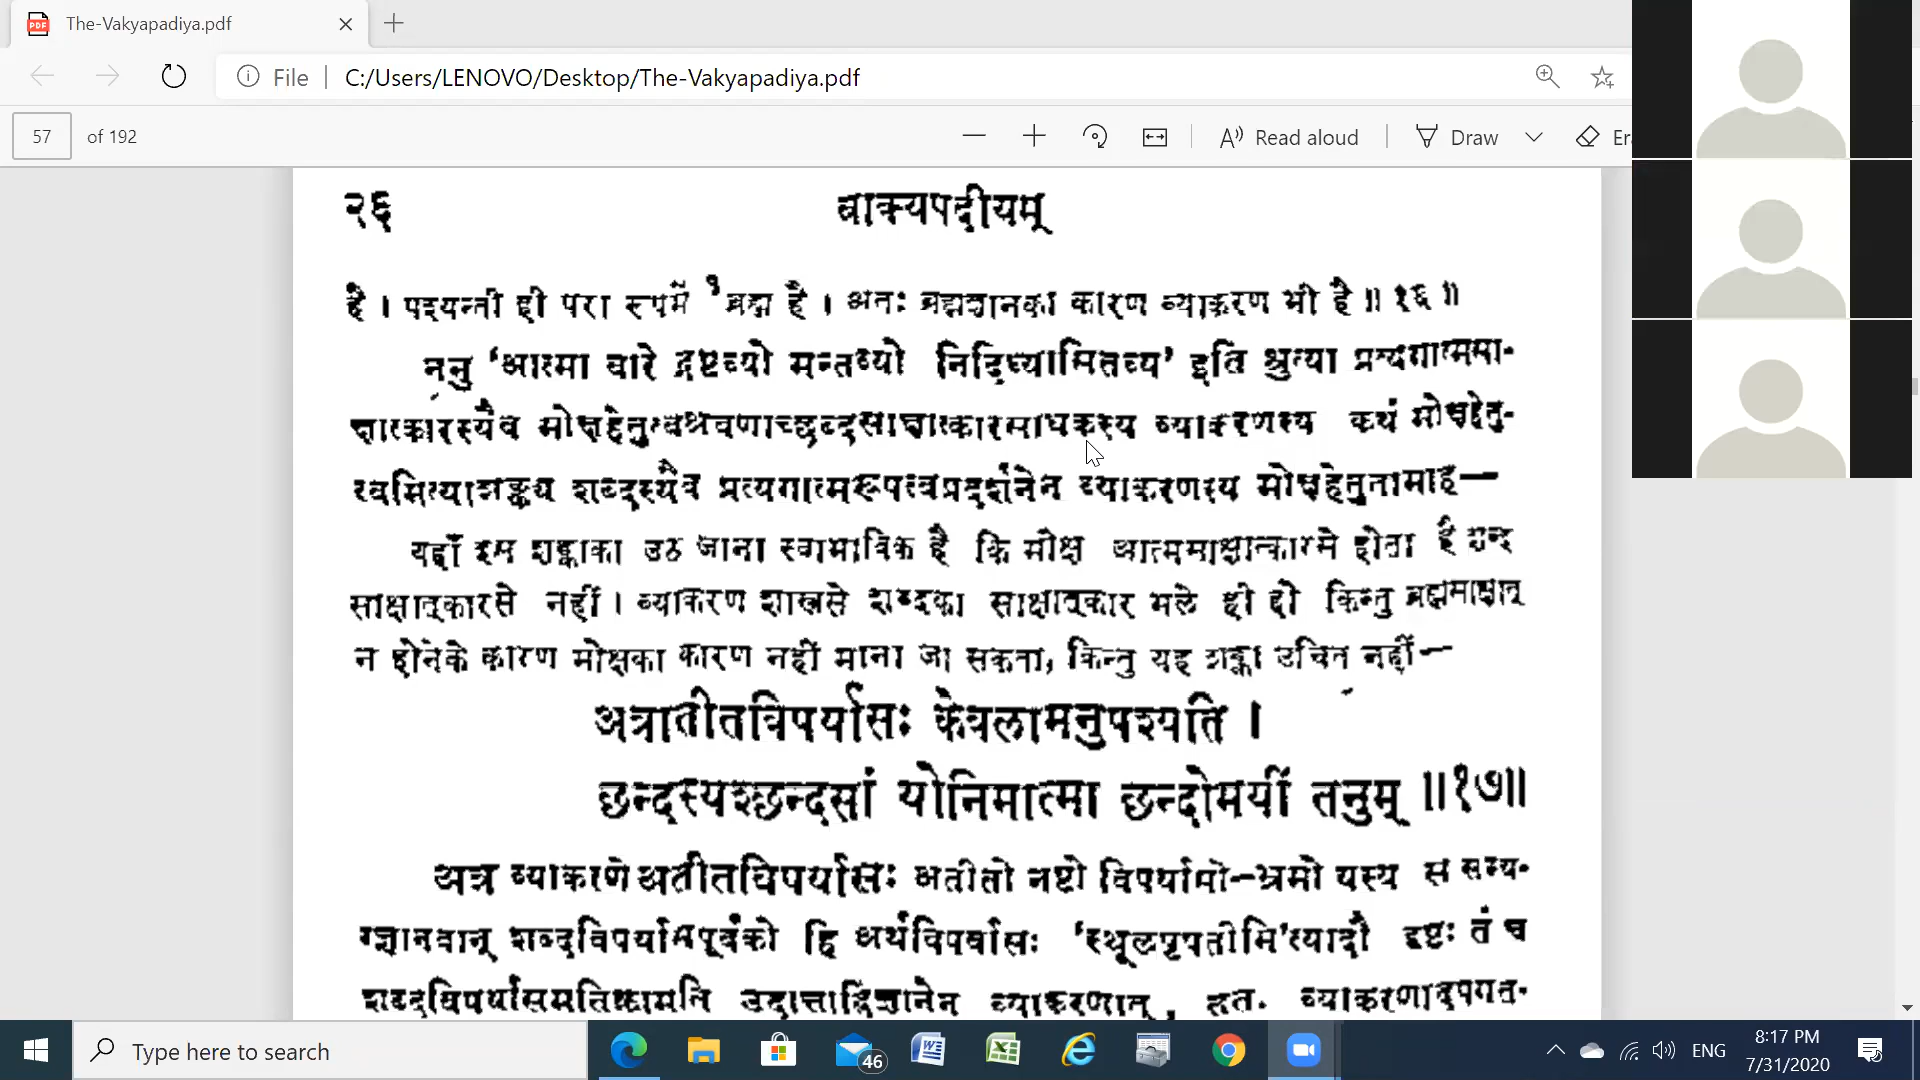 The-Vakyapadiya.pdf
File
C:/Users/LENOVO/Desktop/The-Vakyapadiya.pdf
57 of 192
Read aloud
Draw
२६ वाक्यपदीयम्
है । पश्यन्ती ही परा रूपमें १ब्रह्म है । अतः ब्रह्मज्ञानका कारण व्याकरण भी है ॥ १६ ॥
ननु 'आत्मा वारे द्रष्टव्यो मन्तव्यो निदिध्यासितव्य' इति श्रुत्या प्रत्यगात्मसा-
क्षात्कारस्यैव मोक्षहेतुत्वश्रवणाच्छब्दसाक्षात्कारसाधकस्य व्याकरणस्य कथं मोक्षहेतु-
त्वमित्याशङ्क्य शब्दस्यैव प्रत्यगात्मरूपत्वप्रदर्शनेन व्याकरणस्य मोक्षहेतुतामाह—
यहाँ इस शङ्काका उठ जाना स्वाभाविक है कि मोक्ष आत्मसाक्षात्कारसे होता है शब्द
साक्षात्कारसे नहीं । व्याकरण शास्त्रसे शब्दका साक्षात्कार भले ही हो किन्तु ब्रह्मसाक्षात्
न होनेके कारण मोक्षका कारण नहीं माना जा सकता, किन्तु यह शङ्का उचित नहीं—
अत्रातीतविपर्यासः केवलामनुपश्यति ।
छन्दस्यश्छन्दसां योनिमात्मा छन्दोमयीं तनुम् ॥१७॥
अत्र व्याकरणे अतीतविपर्यासः अतीतो नष्टो विपर्यासो—भ्रमो यस्य स सम्य-
ग्ज्ञानवान् शब्दविपर्यासपूर्वको हि अर्थविपर्यासः 'स्थूलपृषतीमि'त्यादौ दृष्टः तं च
शब्दविपर्यासमतिक्रामति उदात्तादिज्ञानेन व्याकरणात्, ततः व्याकरणादपगत-
Type here to search
46
ENG
8:17 PM
7/31/2020